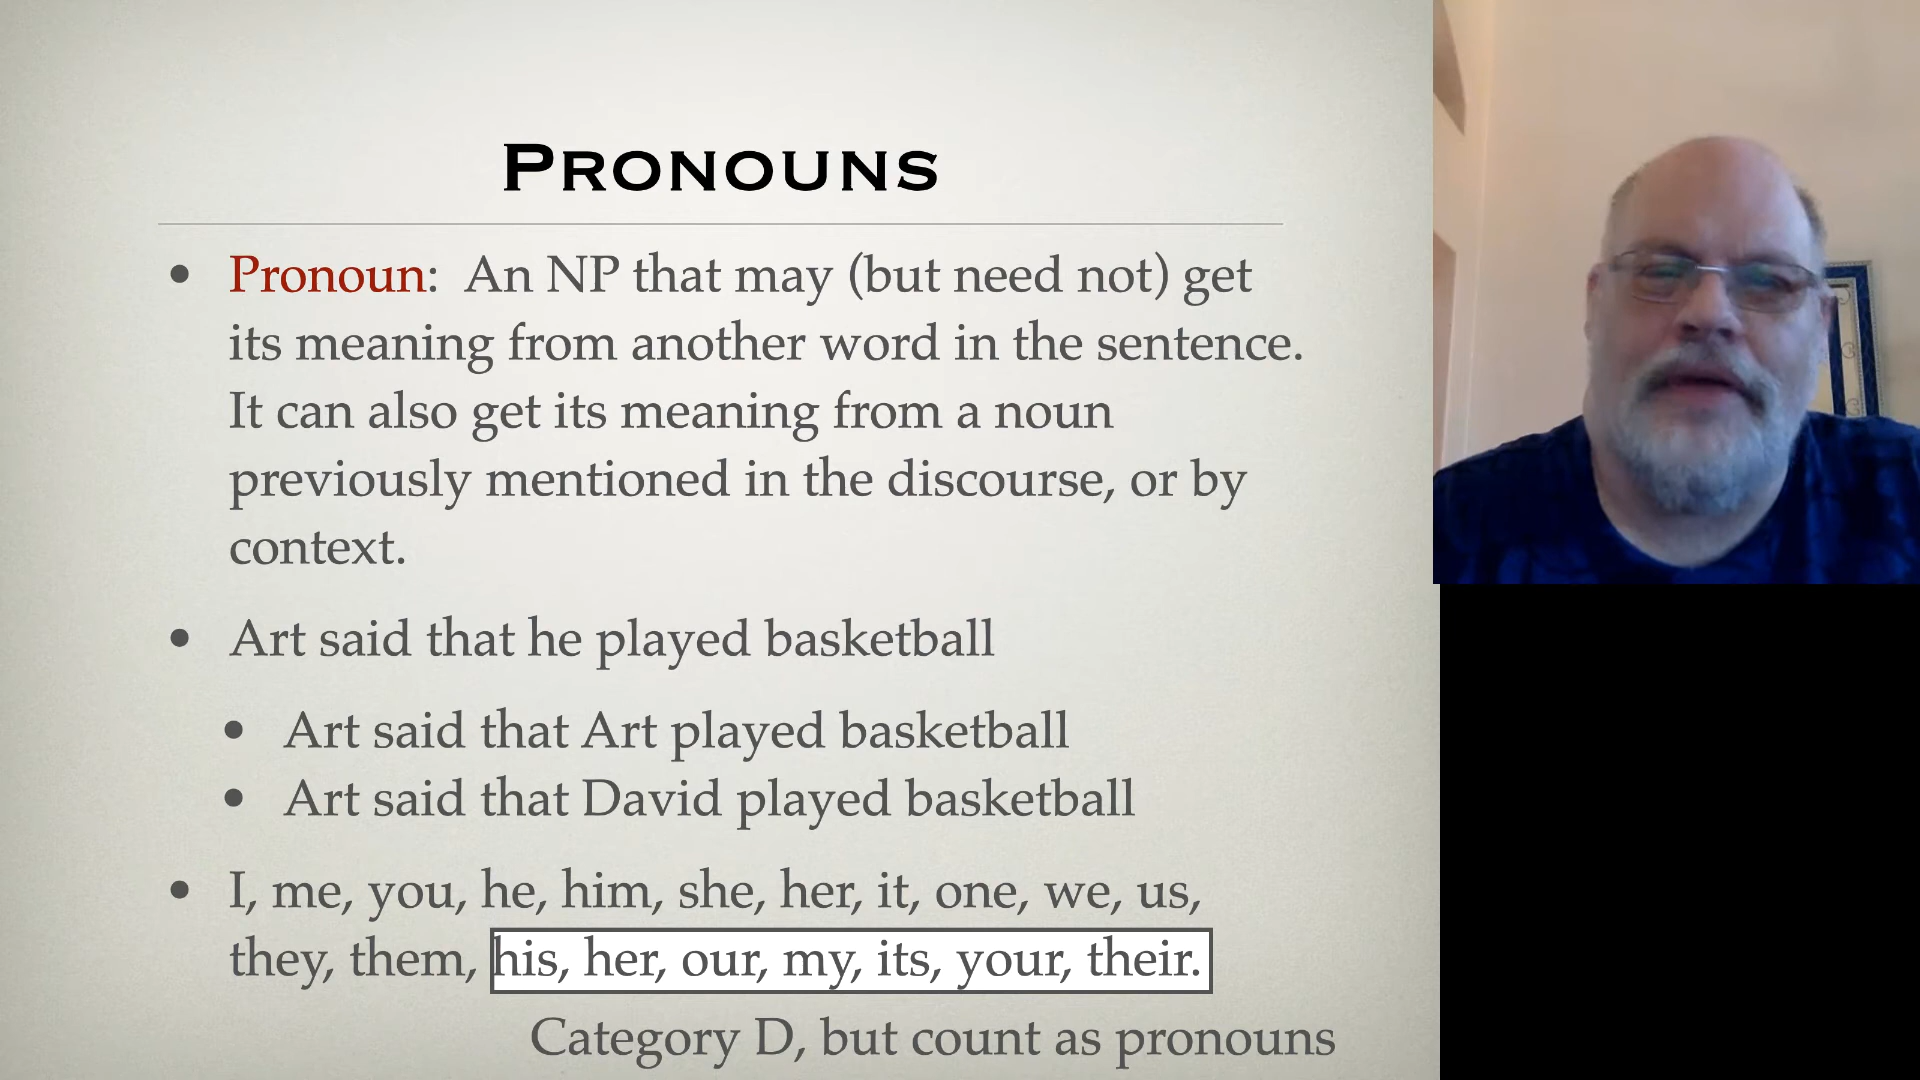 PRONOUNS
• Pronoun: An NP that may (but need not) get
its meaning from another word in the sentence.
It can also get its meaning from a noun
previously mentioned in the discourse, or by
context.
• Art said that he played basketball
• Art said that Art played basketball
• Art said that David played basketball
• I, me, you, he, him, she, her, it, one, we, us,
they, them, his, her, our, my, its, your, their.
Category D, but count as pronouns